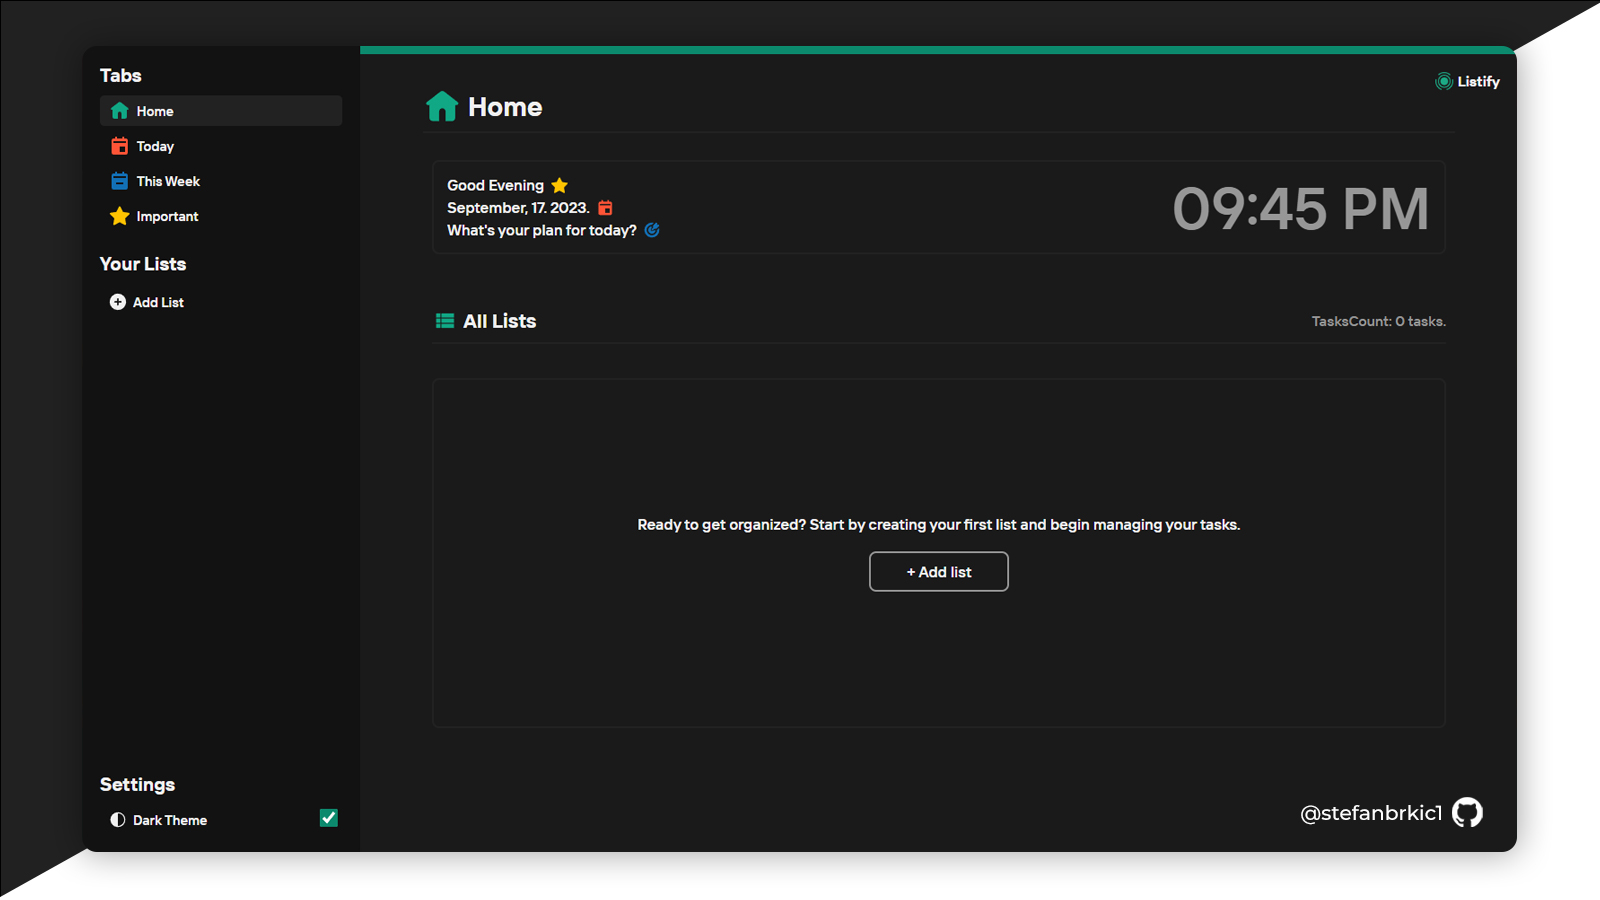 Tabs
Home
Today
This Week
Important
Your Lists
Add List
Settings
Dark Theme
Listify
Home
Good Evening
September, 17. 2023.
What's your plan for today?
09:45 PM
All Lists
TasksCount: 0 tasks.
Ready to get organized? Start by creating your first list and begin managing your tasks.
+ Add list
@stefanbrkic1